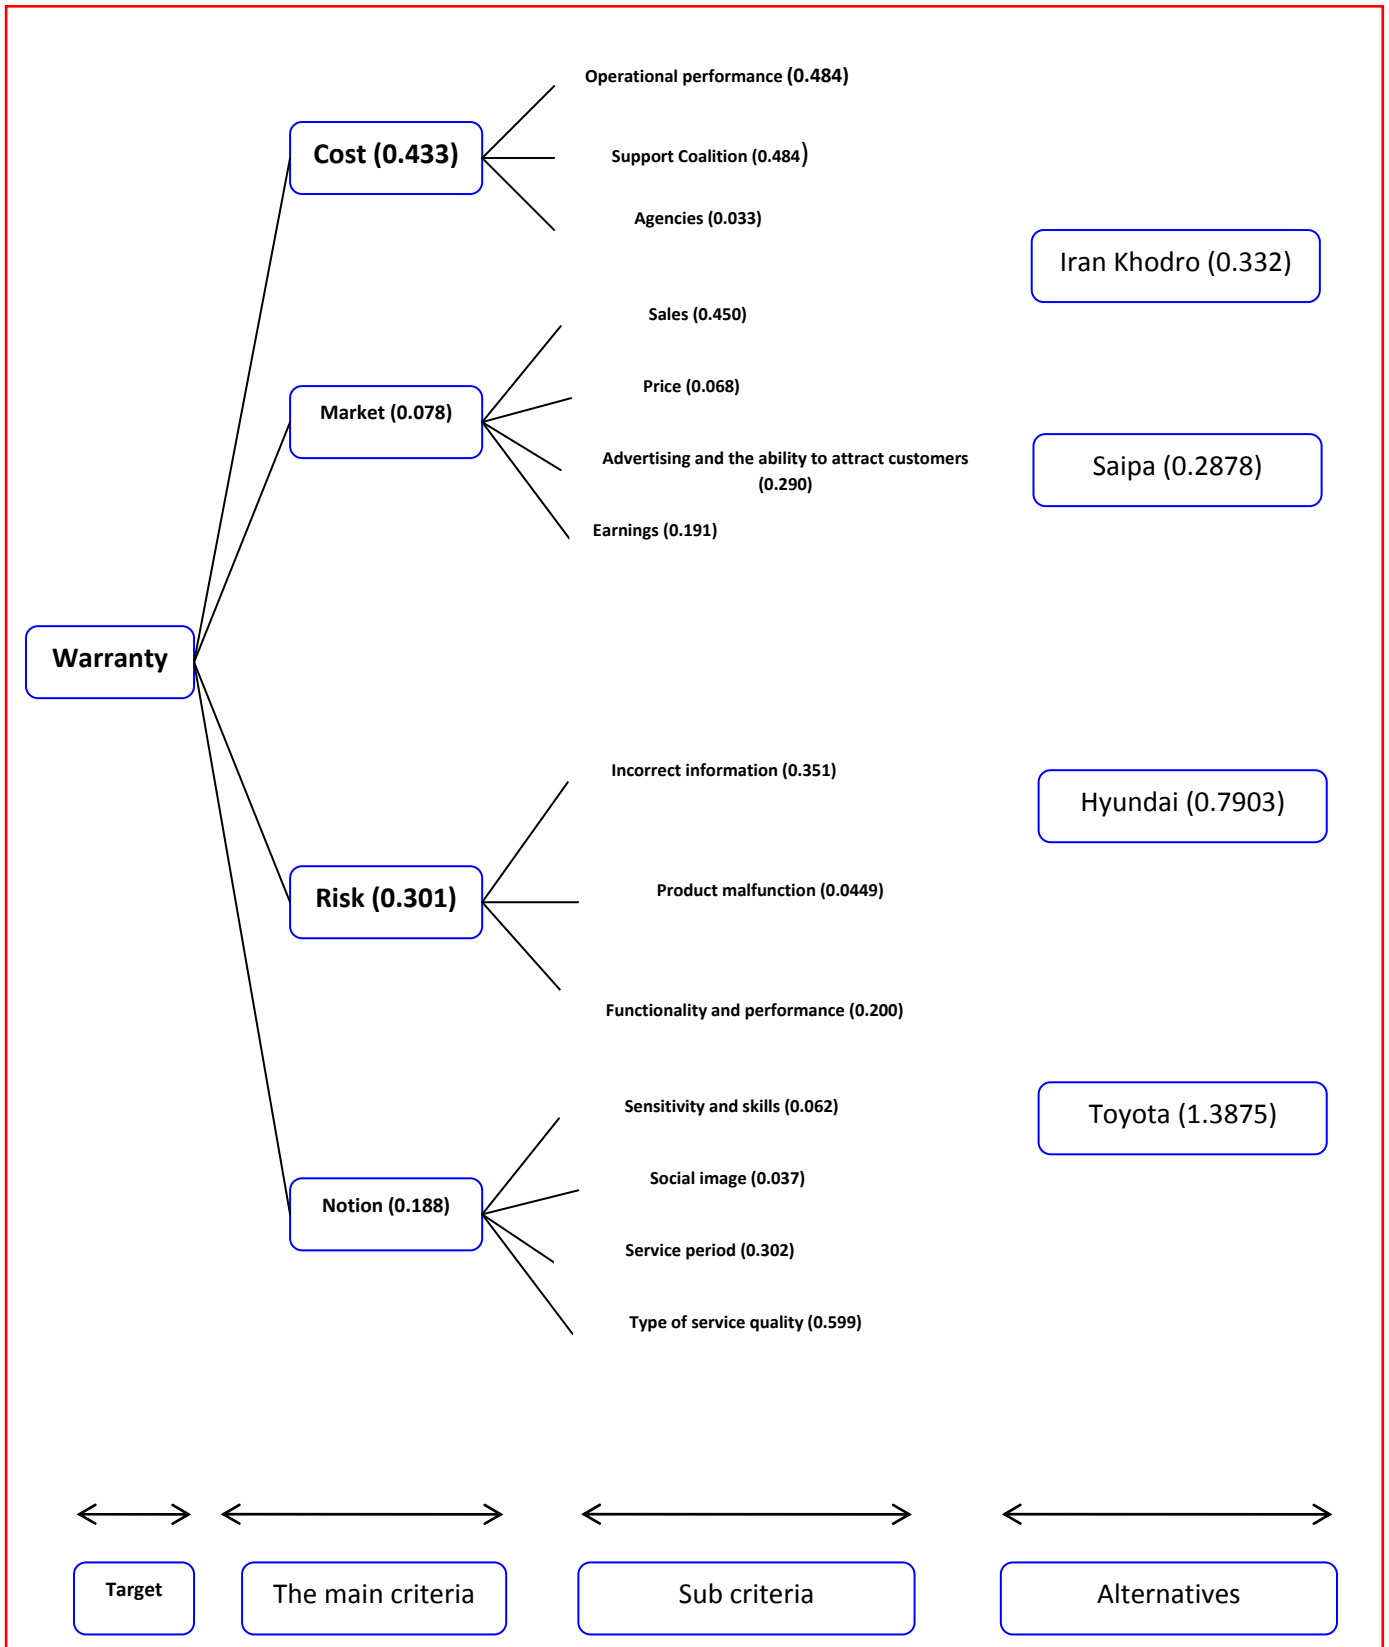 Operational performance (0.484)
Cost (0.433)
Support Coalition (0.484)
Agencies (0.033)
Iran Khodro (0.332)
Sales (0.450)
Price (0.068)
Market (0.078)
Advertising and the ability to attract customers
(0.290)
Saipa (0.2878)
Earnings (0.191)
Warranty
Incorrect information (0.351)
Hyundai (0.7903)
Risk (0.301)
Product malfunction (0.0449)
Functionality and performance (0.200)
Sensitivity and skills (0.062)
Toyota (1.3875)
Social image (0.037)
Notion (0.188)
Service period (0.302)
Type of service quality (0.599)
Target
The main criteria
Sub criteria
Alternatives